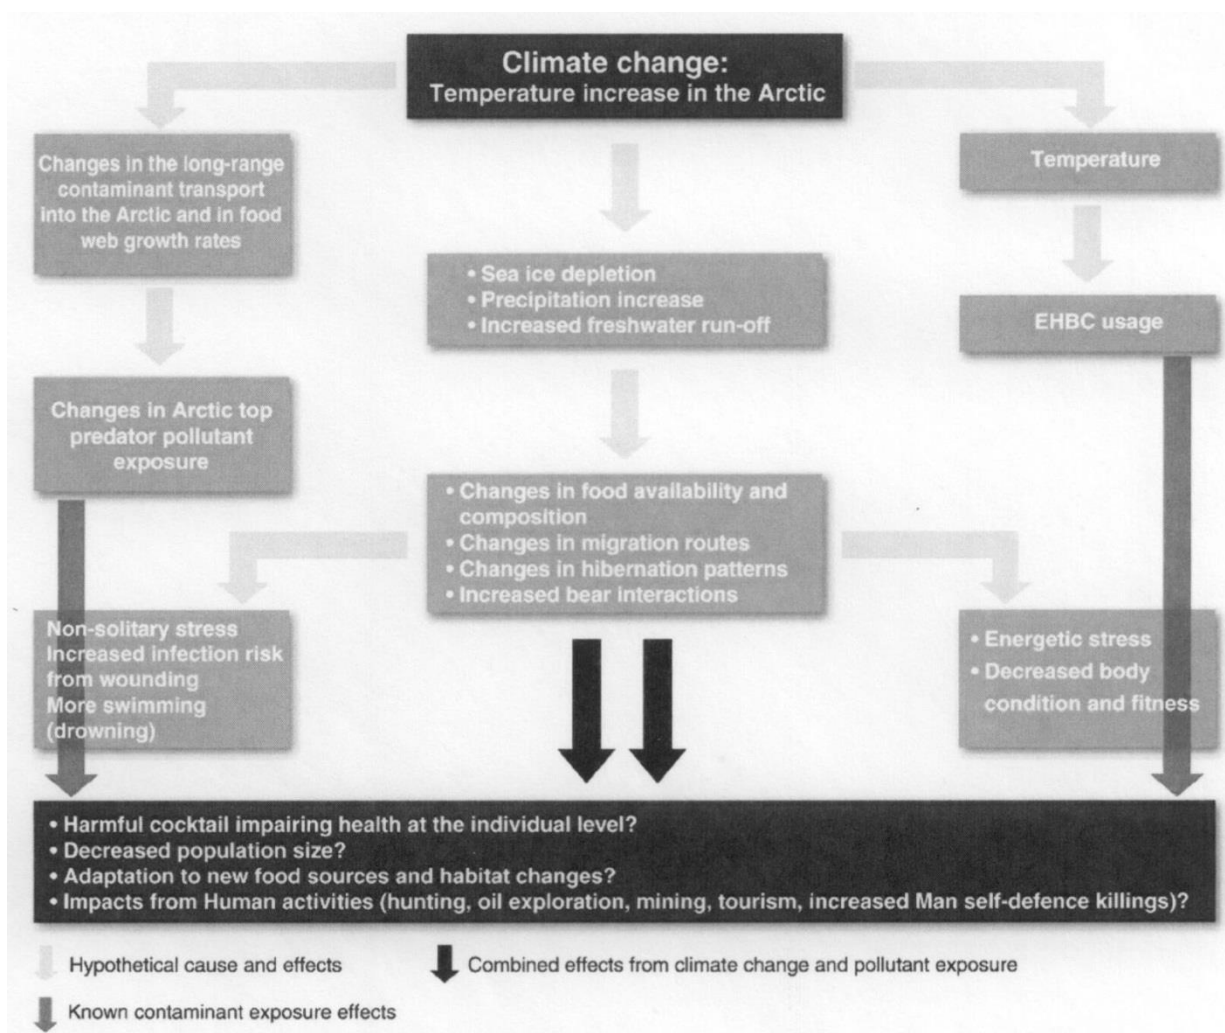 Climate change:
Temperature increase in the Arctic
Changes in the long-range
contaminant transport
into the Arctic and in food
web growth rates
Temperature
• Sea ice depletion
• Precipitation increase
• Increased freshwater run-off
EHBC usage
Changes in Arctic top
predator pollutant
exposure
• Changes in food availability and
composition
• Changes in migration routes
• Changes in hibernation patterns
• Increased bear interactions
Non-solitary stress
Increased infection risk
from wounding
More swimming
(drowning)
• Energetic stress
• Decreased body
condition and fitness
• Harmful cocktail impairing health at the individual level?
• Decreased population size?
• Adaptation to new food sources and habitat changes?
• Impacts from Human activities (hunting, oil exploration, mining, tourism, increased Man self-defence killings)?
Hypothetical cause and effects
Combined effects from climate change and pollutant exposure
Known contaminant exposure effects